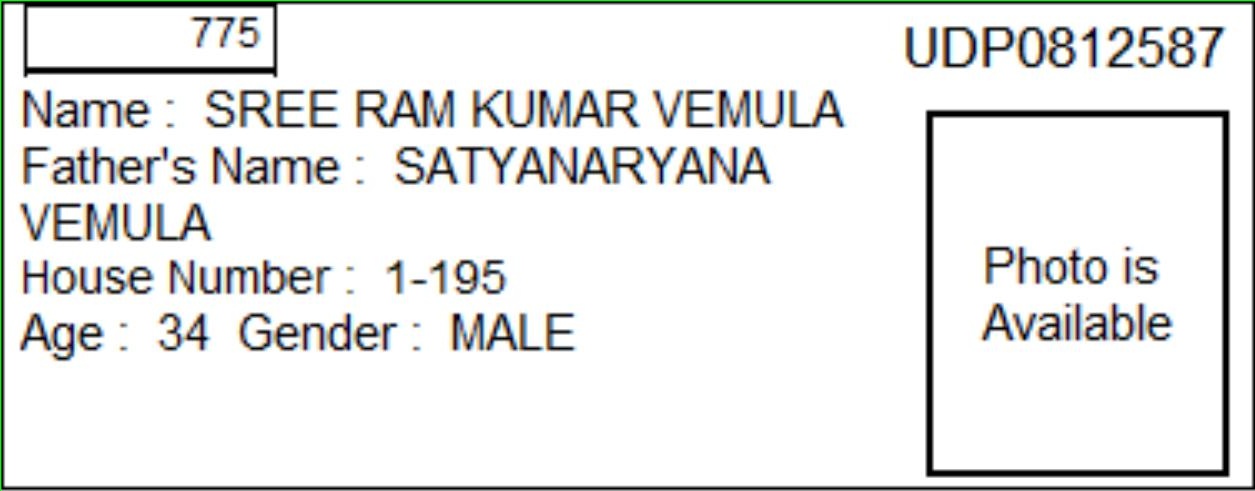 775
UDP0812587
Name : SREE RAM KUMAR VEMULA
Father's Name : SATYANARYANA
VEMULA
House Number : 1-195
Age : 34 Gender : MALE
Photo is
Available